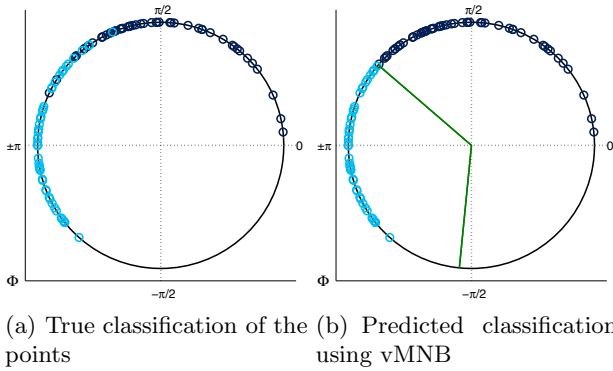 π/2 π/2
±π 0 ±π 0
Φ −π/2 Φ −π/2
(a) True classification of the (b) Predicted classification
points using vMNB